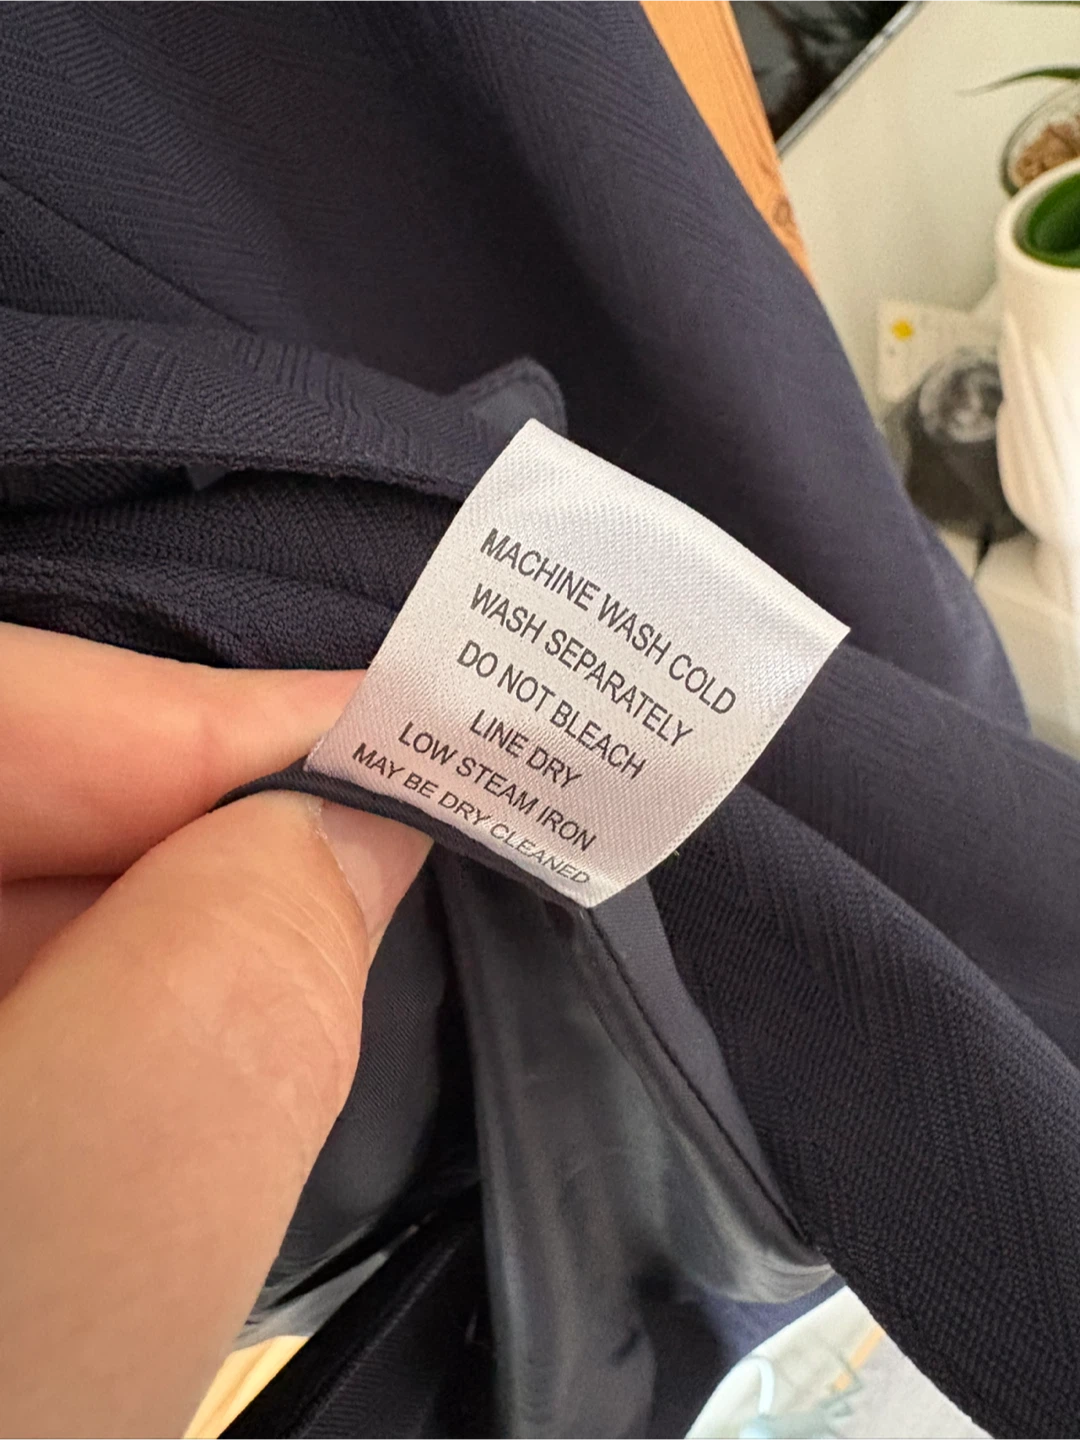 MACHINE WASH COLD
WASH SEPARATELY
DO NOT BLEACH
LINE DRY
LOW STEAM IRON
MAY BE DRY CLEANED